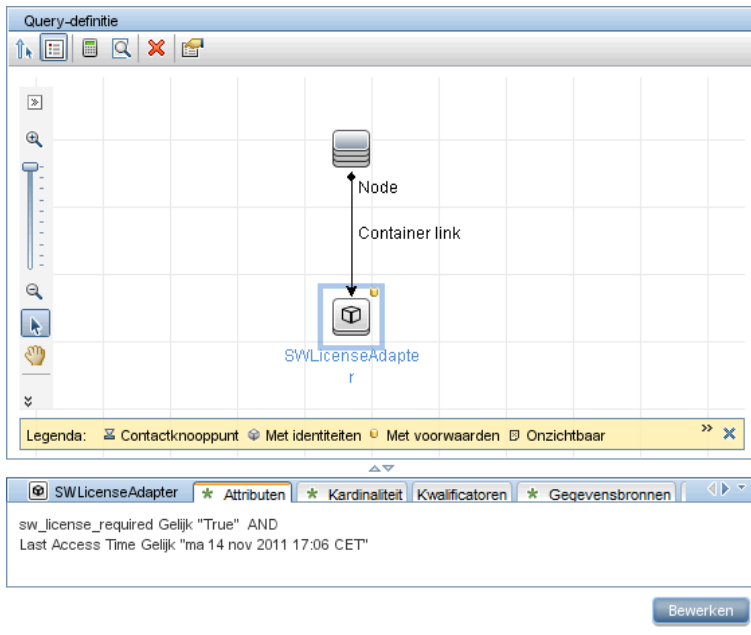 Query-definitie
Node
Container link
SWLicenseAdapte
r
Legenda: Contactknooppunt Met identiteiten Met voorwaarden Onzichtbaar
SWLicenseAdapter Attributen Kardinaliteit Kwalificatoren Gegevensbronnen
sw_license_required Gelijk "True" AND
Last Access Time Gelijk "ma 14 nov 2011 17:06 CET"
Bewerken